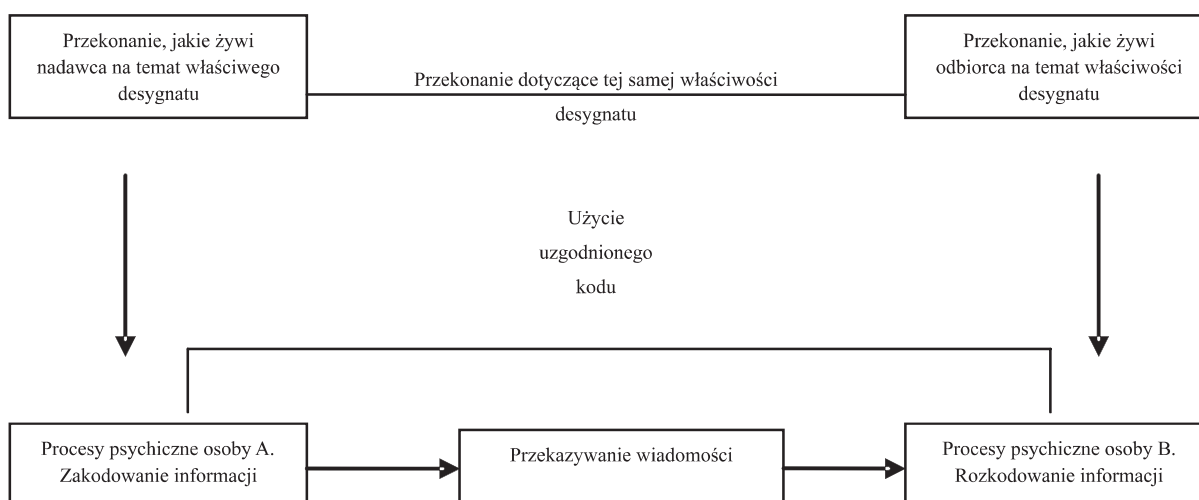 Przekonanie, jakie żywi
nadawca na temat właściwego
desygnatu
Przekonanie dotyczące tej samej właściwości
desygnatu
Przekonanie, jakie żywi
odbiorca na temat właściwości
desygnatu
Użycie
uzgodnionego
kodu
Procesy psychiczne osoby A.
Zakodowanie informacji
Przekazywanie wiadomości
Procesy psychiczne osoby B.
Rozkodowanie informacji